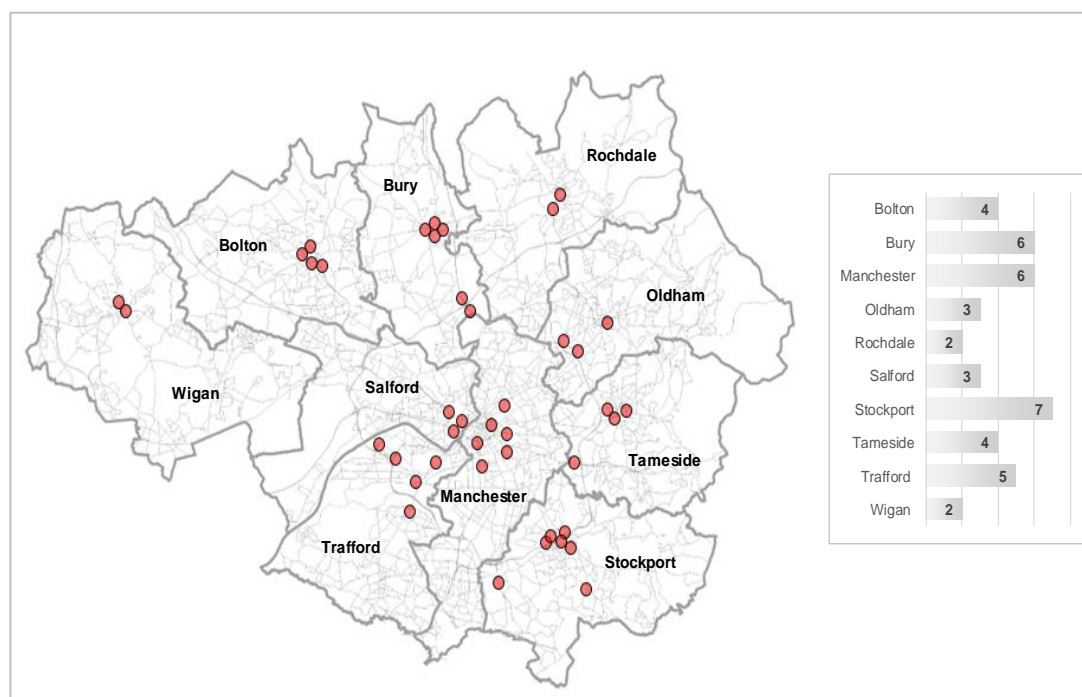 Rochdale
Bury
Bolton
Oldham
Wigan
Salford
Tameside
Manchester
Trafford
Stockport
Bolton 4
Bury 6
Manchester 6
Oldham 3
Rochdale 2
Salford 3
Stockport 7
Tameside 4
Trafford 5
Wigan 2